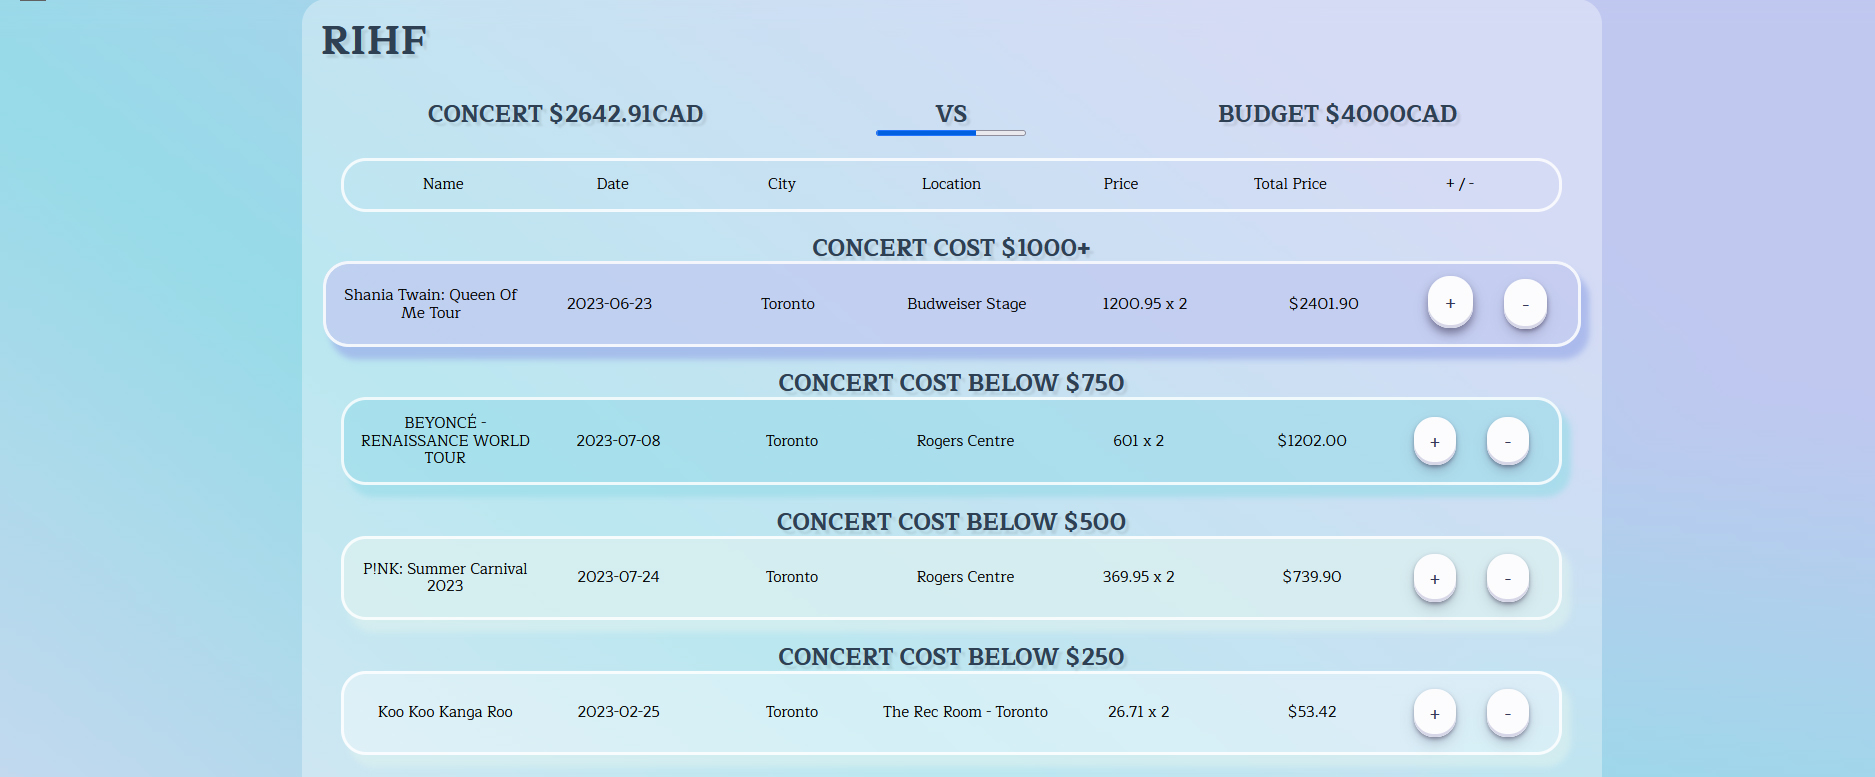 RIHF
CONCERT $2642.91CAD
VS
BUDGET $4000CAD
Name Date City Location Price Total Price + / -
CONCERT COST $1000+
Shania Twain: Queen Of
Me Tour
2023-06-23 Toronto Budweiser Stage 1200.95 x 2 $2401.90 + -
CONCERT COST BELOW $750
BEYONCÉ -
RENAISSANCE WORLD
TOUR
2023-07-08 Toronto Rogers Centre 601 x 2 $1202.00 + -
CONCERT COST BELOW $500
P!NK: Summer Carnival
2023
2023-07-24 Toronto Rogers Centre 369.95 x 2 $739.90 + -
CONCERT COST BELOW $250
Koo Koo Kanga Roo 2023-02-25 Toronto The Rec Room - Toronto 26.71 x 2 $53.42 + -